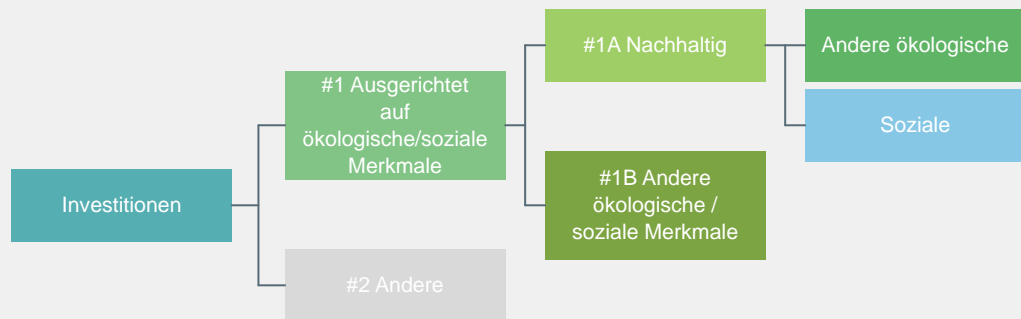 #1A Nachhaltig
Andere ökologische
#1 Ausgerichtet
auf
ökologische/soziale
Merkmale
Soziale
Investitionen
#1B Andere
ökologische /
soziale Merkmale
#2 Andere